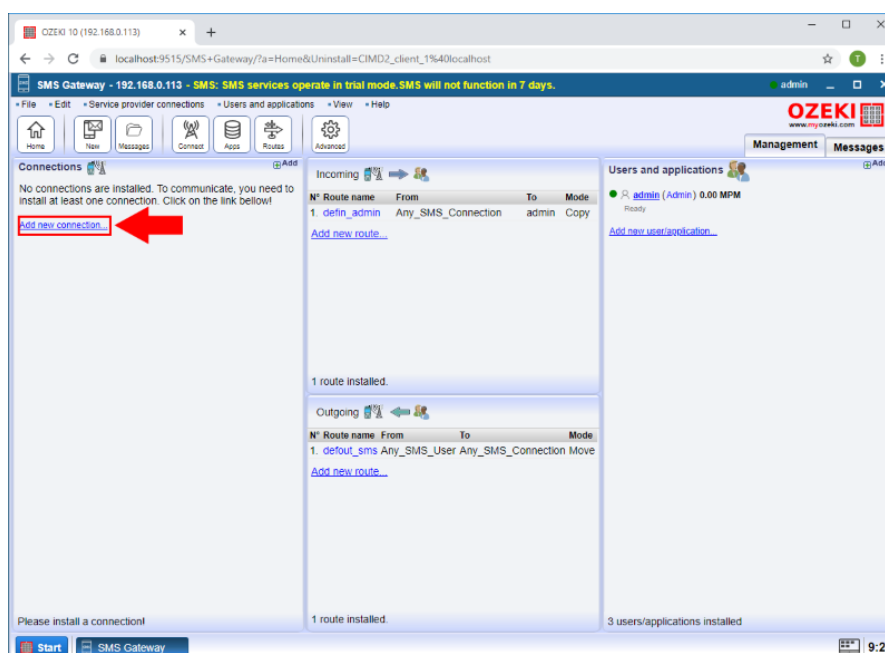 OZEKI 10 (192.168.0.113)
localhost:9515/SMS+Gateway/?a=Home&Uninstall=CIMD2_client_1%40localhost
T
SMS Gateway - 192.168.0.113 - SMS: SMS services operate in trial mode.SMS will not function in 7 days.
admin
File Edit Service provider connections Users and applications View Help
OZEKI
www.myozeki.com
Home New Messages Connect Apps Routes Advanced
Management Messages
Connections Add
No connections are installed. To communicate, you need to
install at least one connection. Click on the link bellow!
Add new connection...
Please install a connection!
Incoming
N° Route name From To Mode
1. defin_admin Any_SMS_Connection admin Copy
Add new route...
1 route installed.
Outgoing
N° Route name From To Mode
1. defout_sms Any_SMS_User Any_SMS_Connection Move
Add new route...
1 route installed.
Users and applications
admin (Admin) 0.00 MPM
Ready
Add new user/application...
3 users/applications installed
Start SMS Gateway